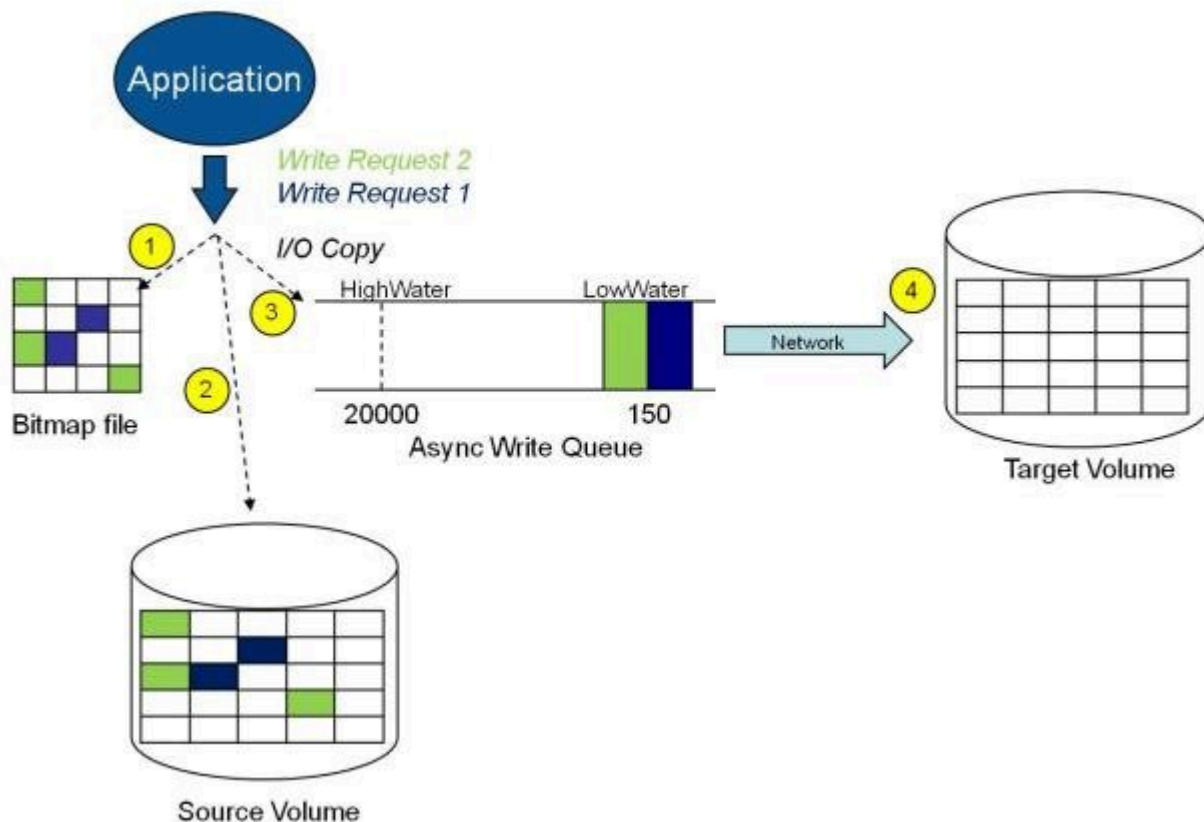 Application
Write Request 2
Write Request 1
I/O Copy
1
2
3
4
HighWater
LowWater
Network
20000
150
Async Write Queue
Bitmap file
Target Volume
Source Volume